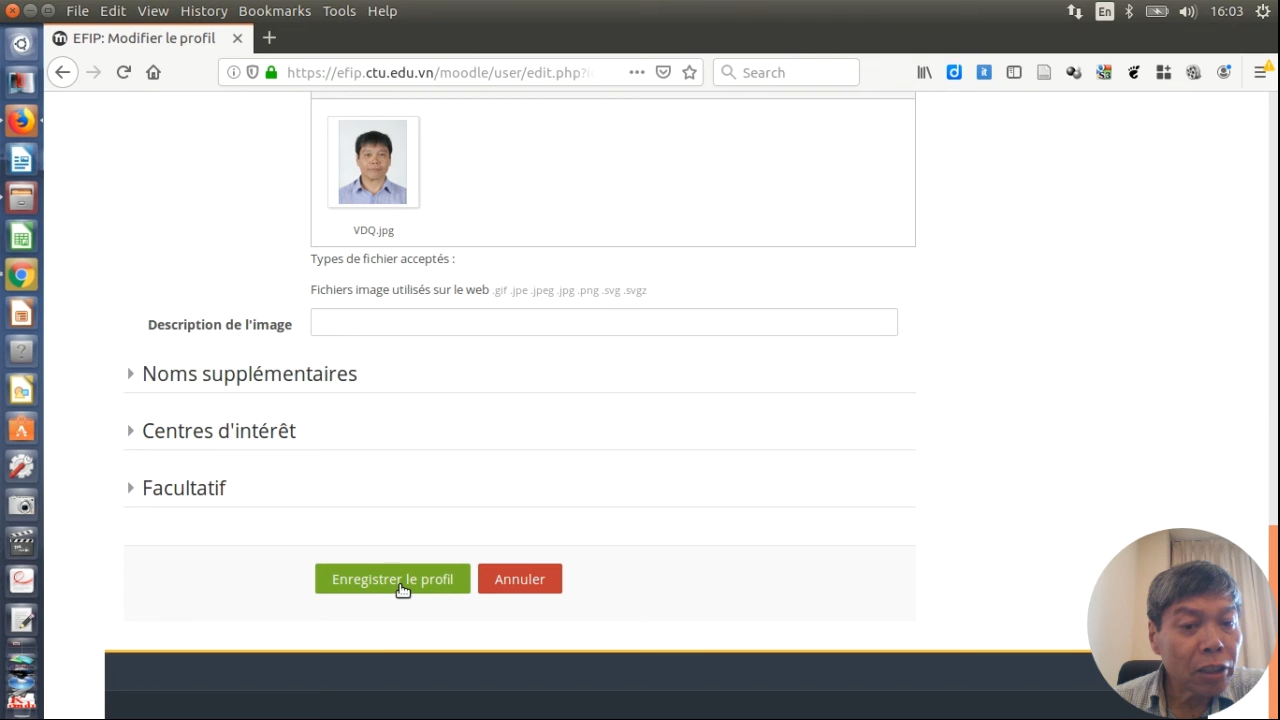 File Edit View History Bookmarks Tools Help
En
16:03
EFIP: Modifier le profil
https://efip.ctu.edu.vn/moodle/user/edit.php?i
Search
VDQ.jpg
Types de fichier acceptés :
Fichiers image utilisés sur le web .gif .jpe .jpeg .jpg .png .svg .svgz
Description de l'image
Noms supplémentaires
Centres d'intérêt
Facultatif
Enregistrer le profil
Annuler